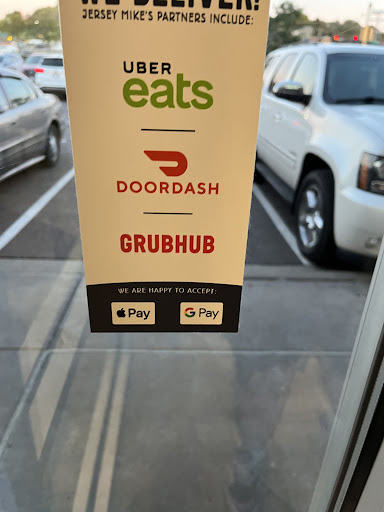 WE DELIVER!
JERSEY MIKE'S PARTNERS INCLUDE:
UBER
eats
DOORDASH
GRUBHUB
WE ARE HAPPY TO ACCEPT:
Pay
G Pay